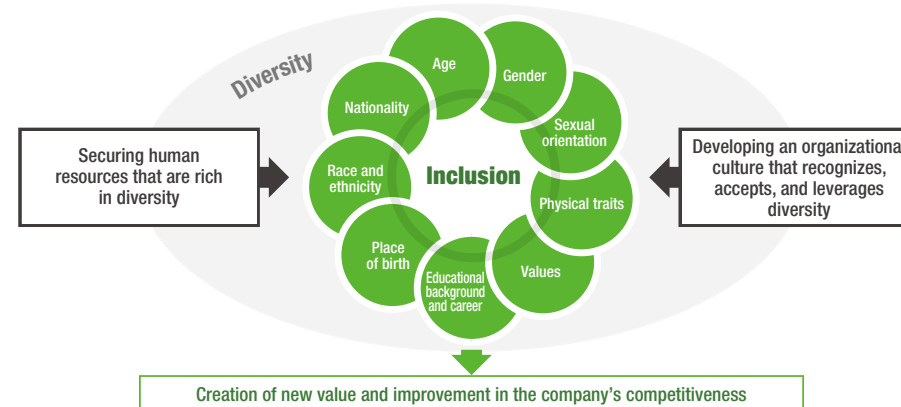 Diversity
Age
Gender
Nationality
Sexual
orientation
Race and
ethnicity
Inclusion
Physical traits
Place
of birth
Values
Educational
background
and career
Securing human
resources that are rich
in diversity
Developing an organizationa
culture that recognizes,
accepts, and leverages
diversity
Creation of new value and improvement in the company's competitiveness